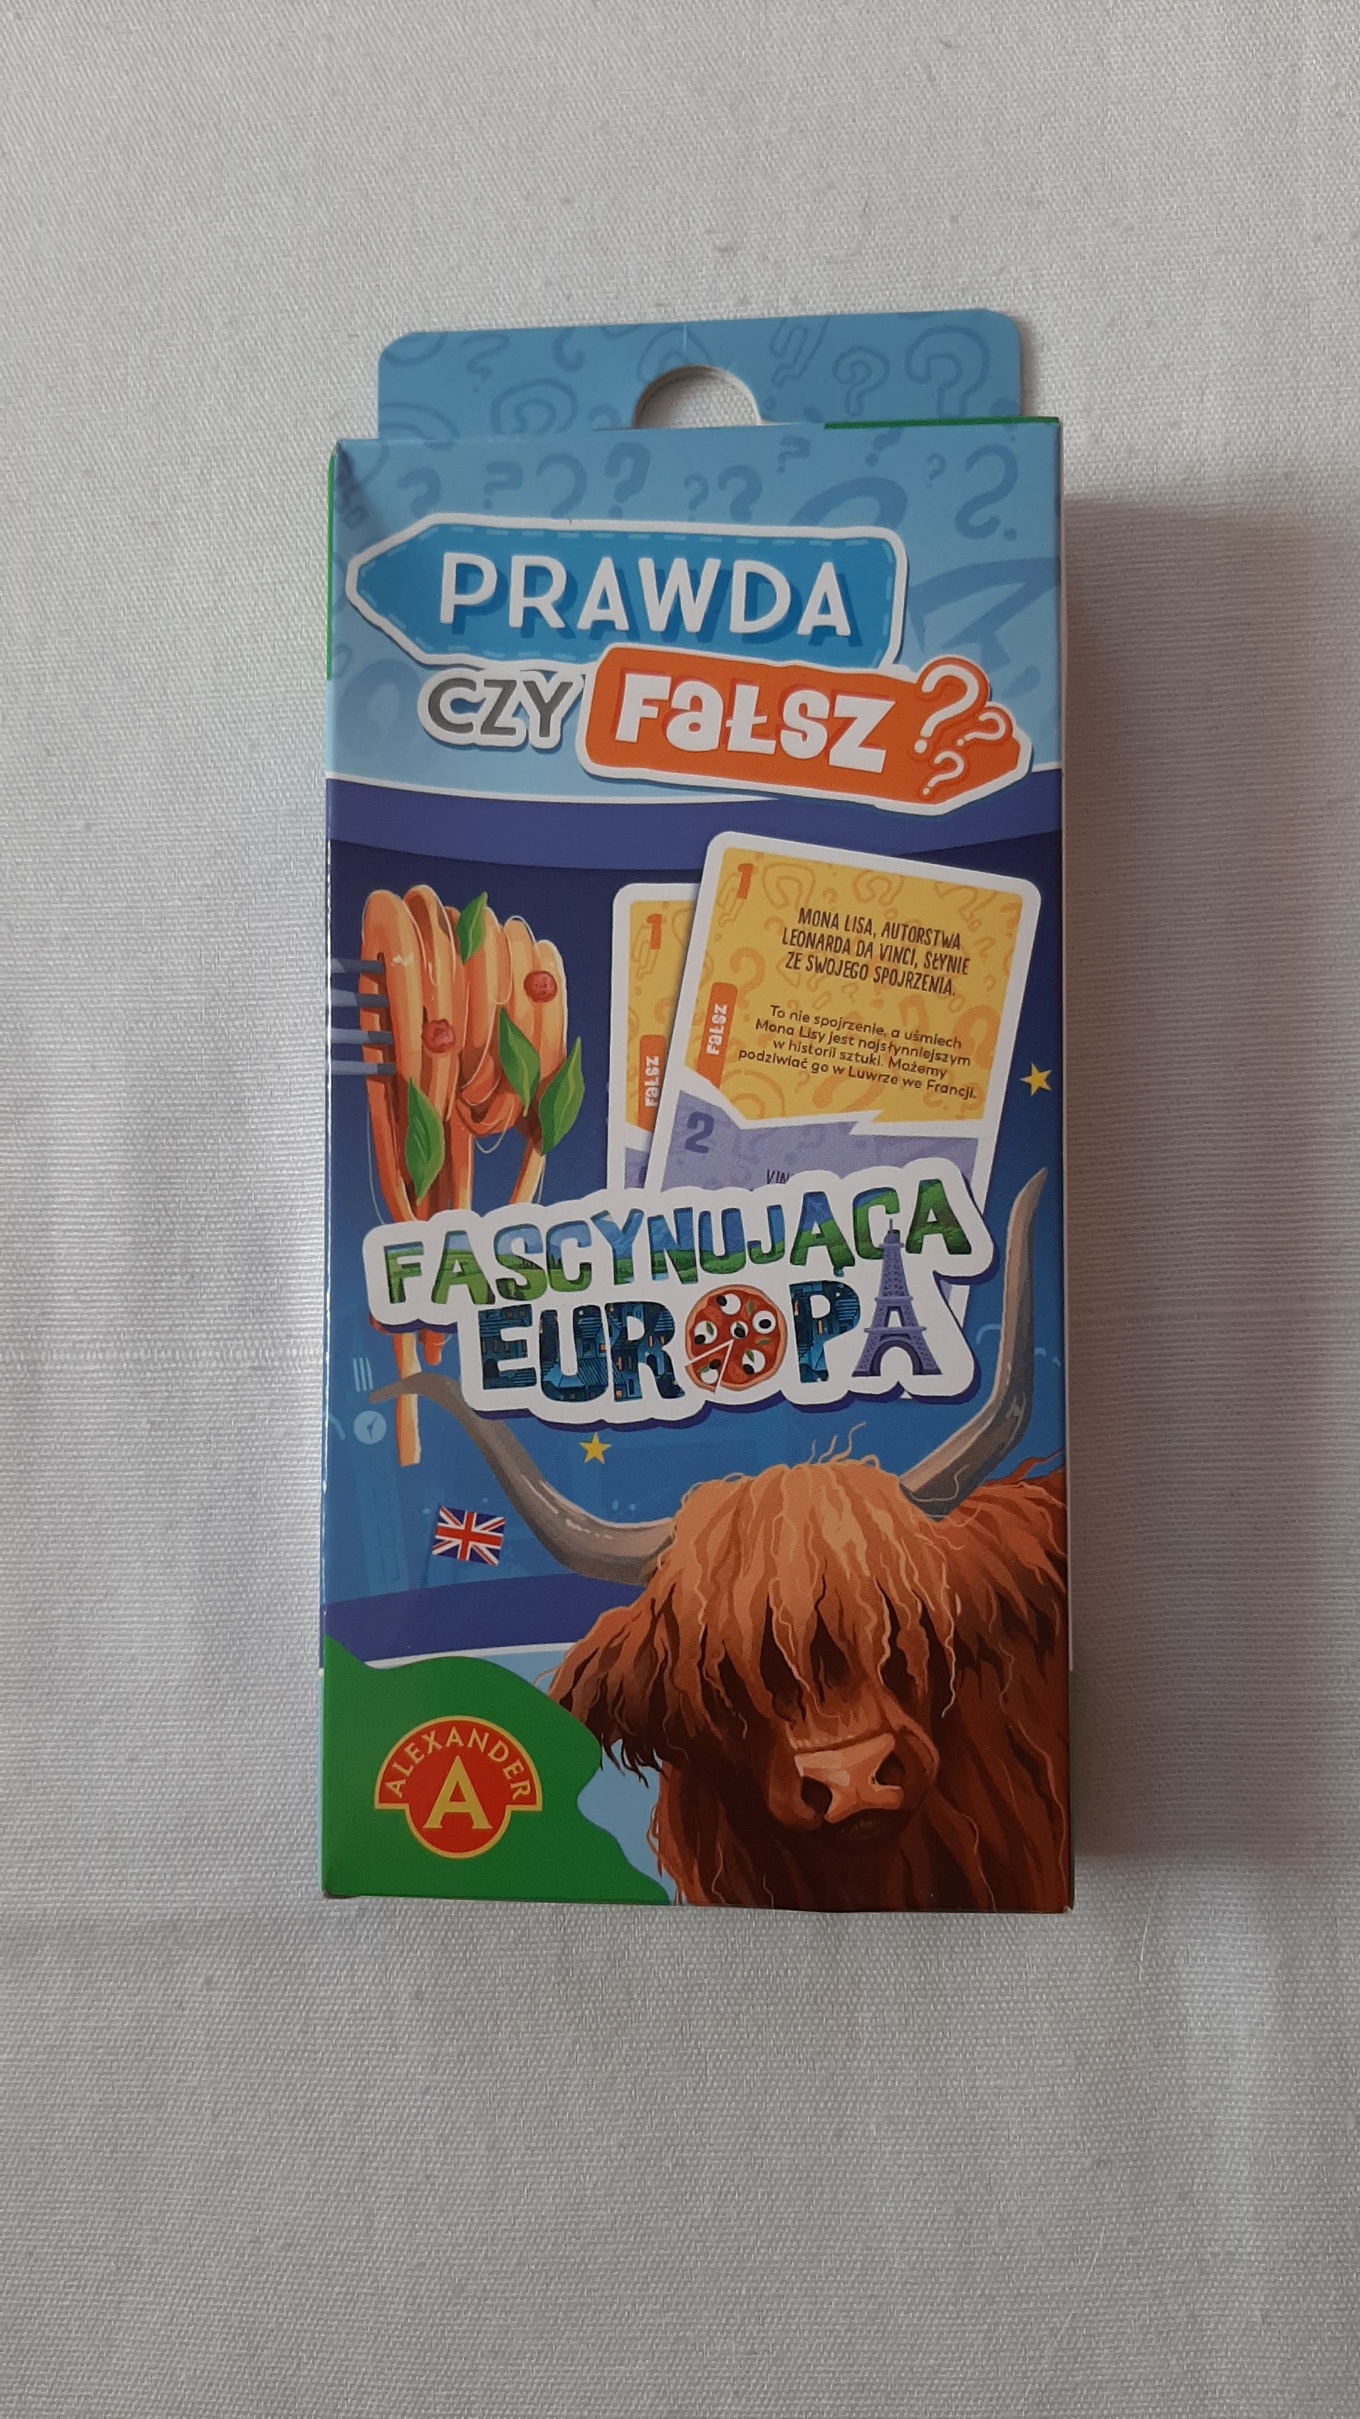 PRAWDA
CZY FAŁSZ???
1
1
MONA LISA, AUTORSTWA
LEONARDA DA VINCI, SŁYNIE
ZE SWOJEGO SPOJRZENIA.
To nie spojrzenie, a uśmiech
Mona Lisy jest najsłynniejszym
w historii sztuki. Możemy
podziwiać go w Luwrze we Francji.
FAŁSZ
FAŁSZ
2
FASCYNUJĄCA
EUROPA
ALEXANDER
A